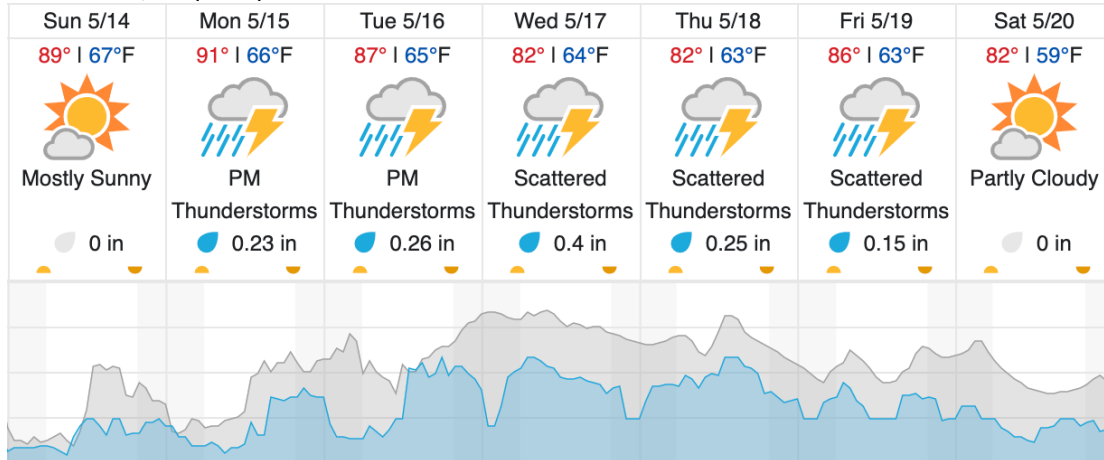 Sun 5/14
Mon 5/15
Tue 5/16
Wed 5/17
Thu 5/18
Fri 5/19
Sat 5/20
89° | 67°F
91° | 66°F
87° | 65°F
82° | 64°F
82° | 63°F
86° | 63°F
82° | 59°F
Mostly Sunny
PM
Thunderstorms
PM
Thunderstorms
Scattered
Thunderstorms
Scattered
Thunderstorms
Scattered
Thunderstorms
Partly Cloudy
0 in
0.23 in
0.26 in
0.4 in
0.25 in
0.15 in
0 in